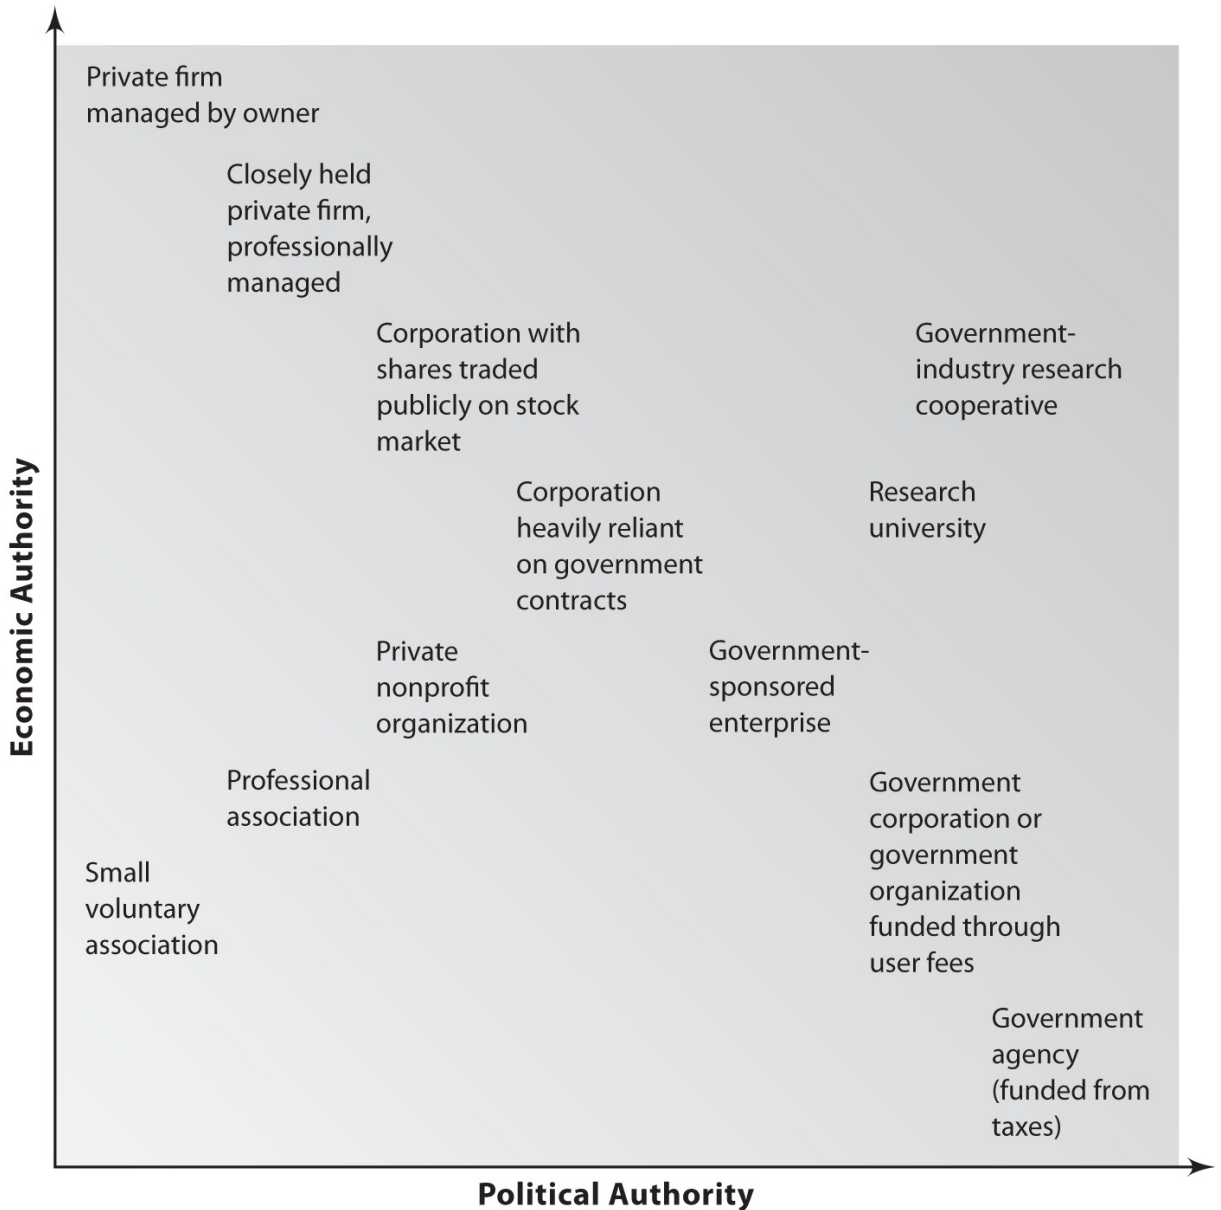 Private firm
managed by owner
Closely held
private firm,
professionally
managed
Corporation with
shares traded
publicly on stock
market
Government-
industry research
cooperative
Corporation
heavily reliant
on government
contracts
Research
university
Private
nonprofit
organization
Government-
sponsored
enterprise
Professional
association
Government
corporation or
government
organization
funded through
user fees
Small
voluntary
association
Government
agency
(funded from
taxes)
Economic Authority
Political Authority